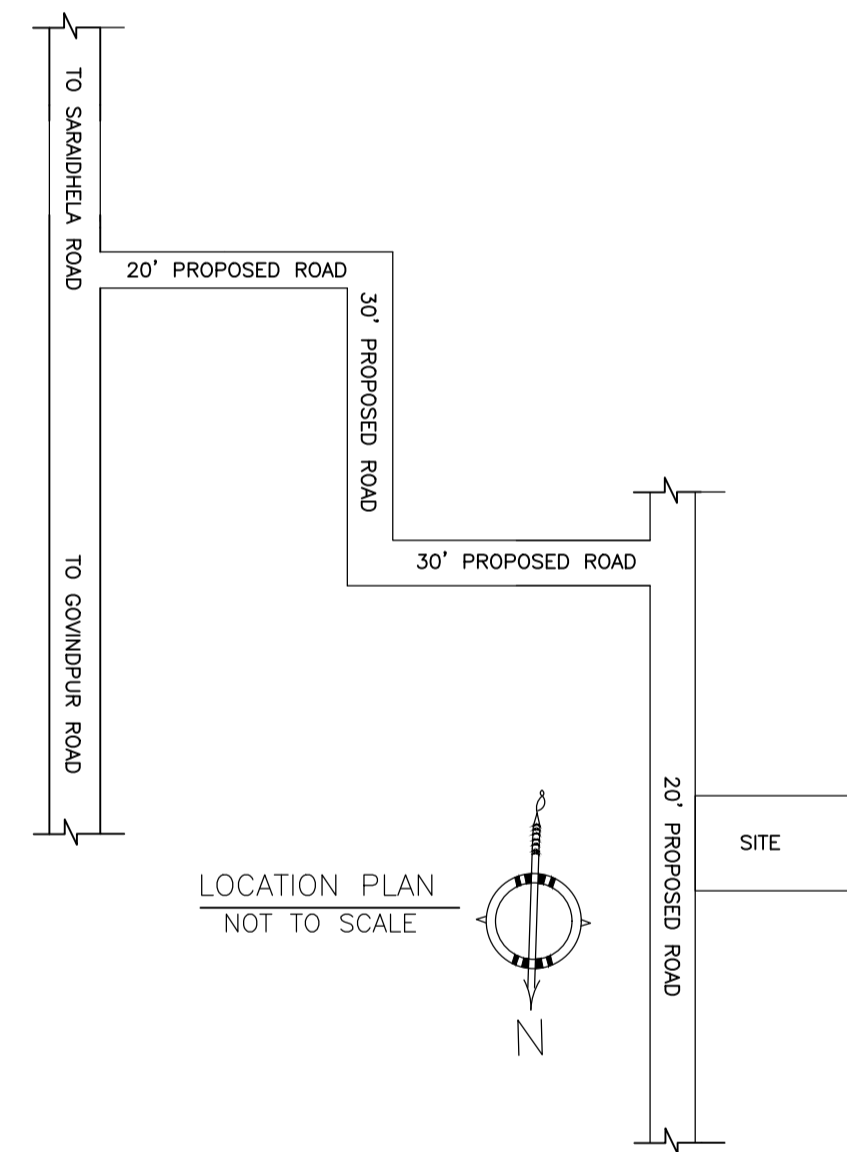 TO SARAIDHELA ROAD
20' PROPOSED ROAD
30' PROPOSED ROAD
30' PROPOSED ROAD
TO GOVINDPUR ROAD
20' PROPOSED ROAD
SITE
LOCATION PLAN
NOT TO SCALE
N